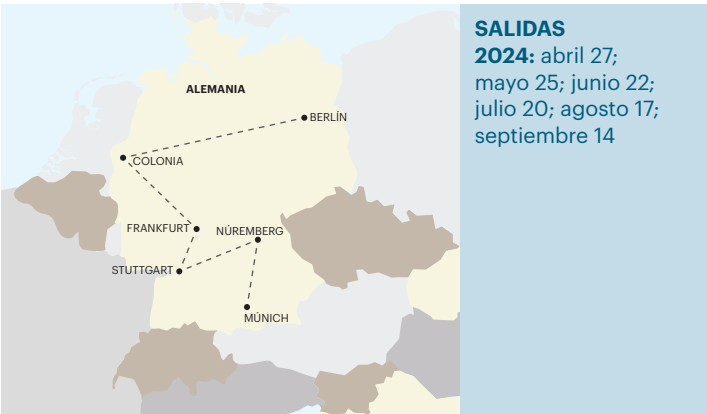 ALEMANIA
BERLÍN
COLONIA
FRANKFURT
NÚREMBERG
STUTTGART
MÚNICH
SALIDAS
2024: abril 27;
mayo 25; junio 22;
julio 20; agosto 17;
septiembre 14